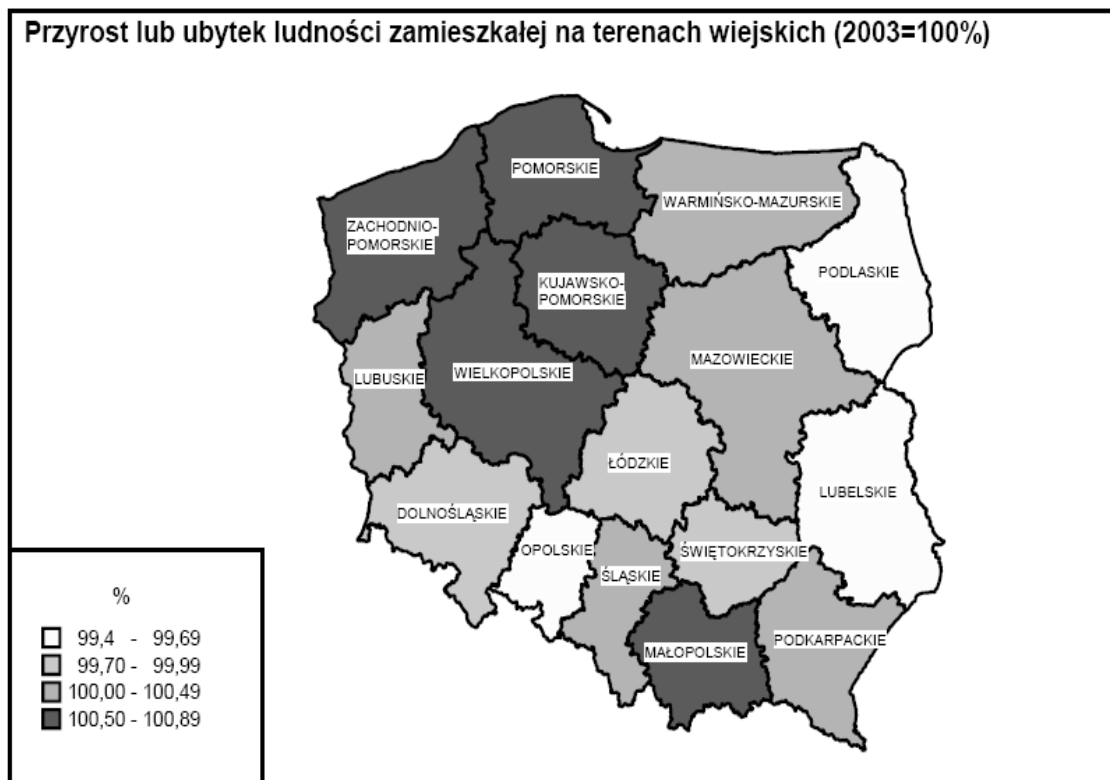 Przyrost lub ubytek ludności zamieszkałej na terenach wiejskich (2003=100%)
POMORSKIE
WARMIŃSKO-MAZURSKIE
ZACHODNIO-
POMORSKIE
PODLASKIE
KUJAWSKO-
POMORSKIE
MAZOWIECKIE
WIELKOPOLSKIE
LUBUSKIE
ŁÓDZKIE
LUBELSKIE
DOLNOŚLĄSKIE
OPOLSKIE
ŚWIĘTOKRZYSKIE
ŚLĄSKIE
PODKARPACKIE
MAŁOPOLSKIE
%
99,4 - 99,69
99,70 - 99,99
100,00 - 100,49
100,50 - 100,89